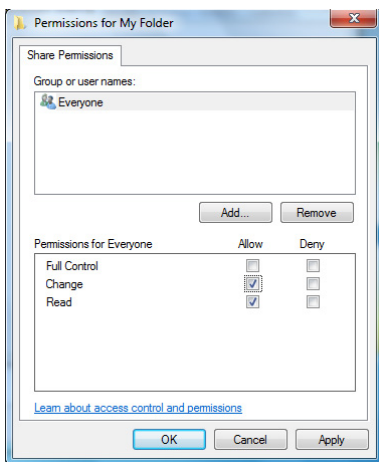 Permissions for My Folder
Share Permissions
Group or user names:
Everyone
Add...
Remove
Permissions for Everyone Allow Deny
Full Control
Change
Read
Learn about access control and permissions
OK Cancel Apply